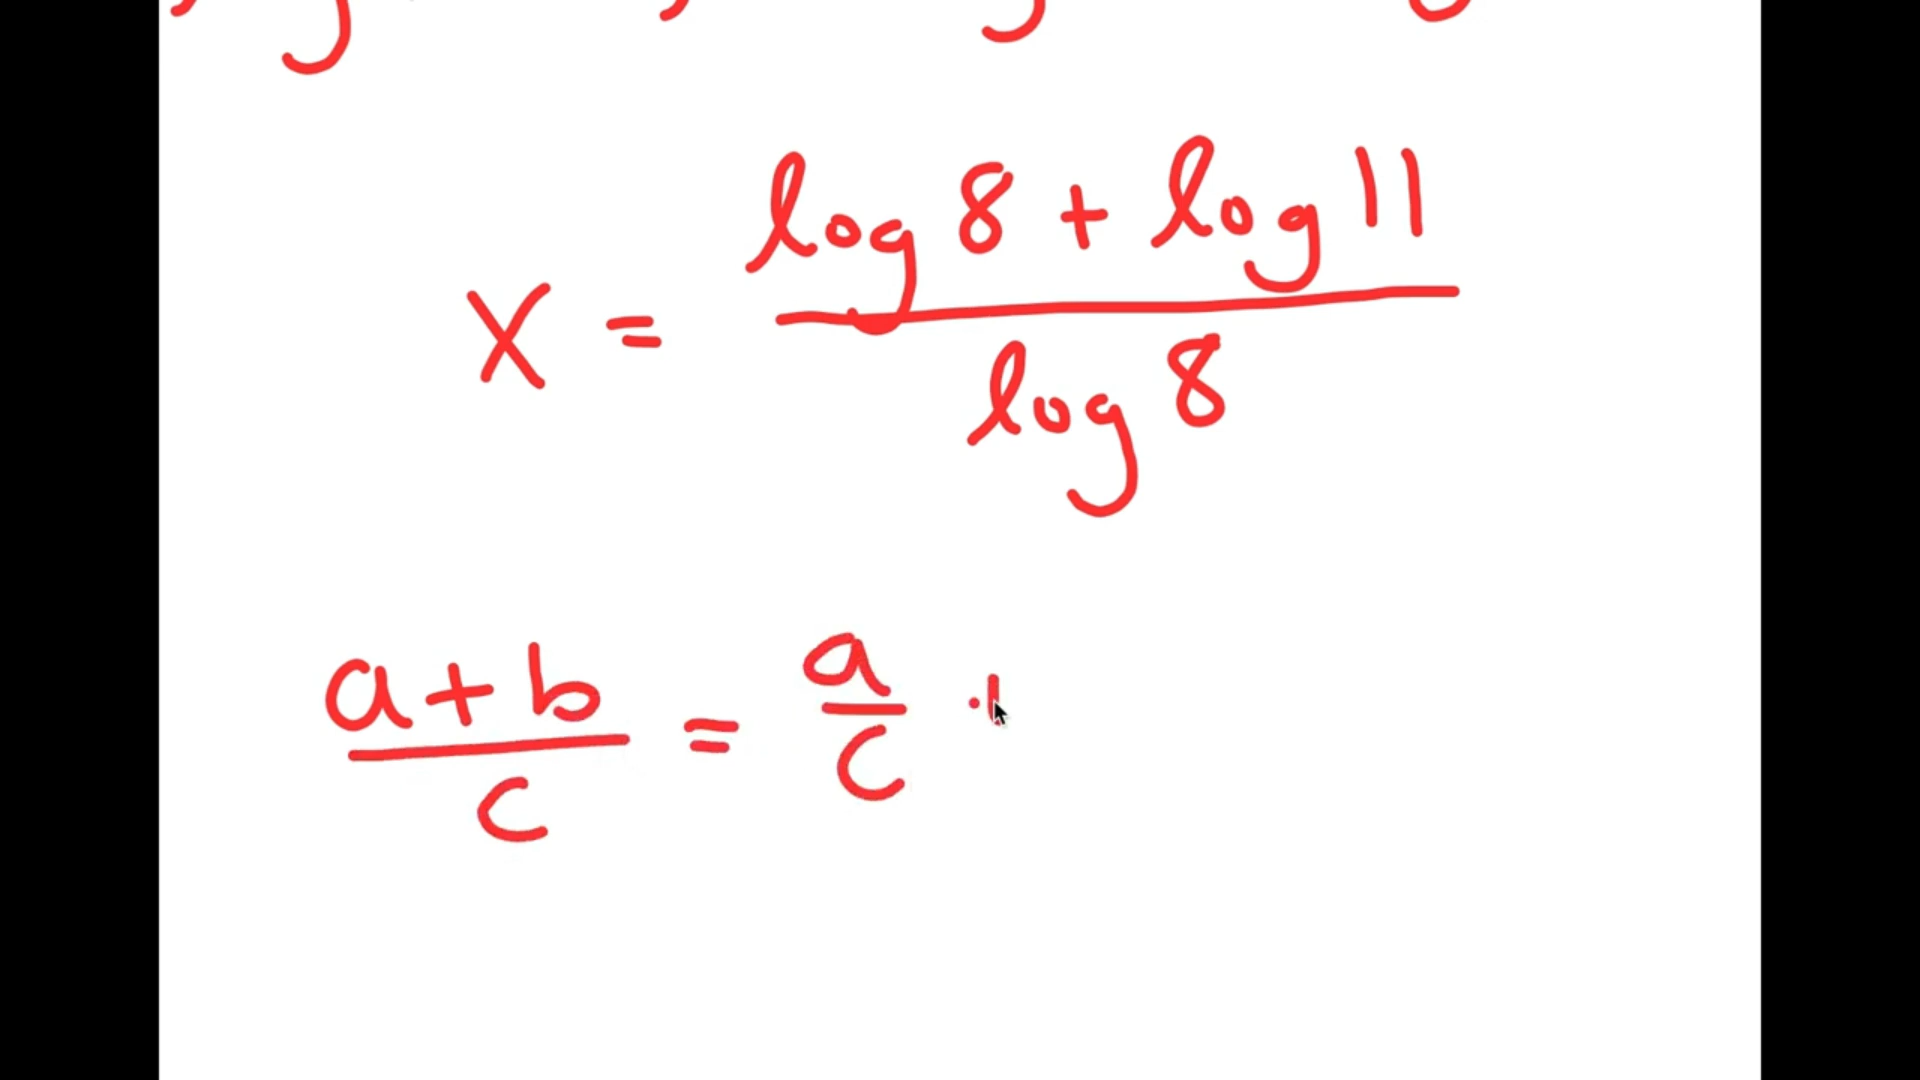 x = (log 8 + log 11) / log 8
(a + b) / c = a / c